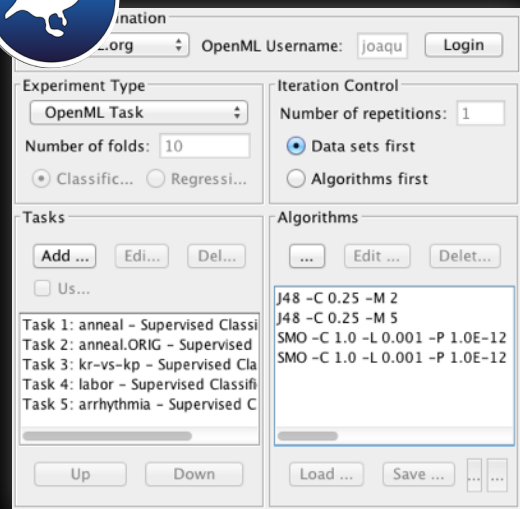 ination
.org OpenML Username: joaqu Login
Experiment Type
OpenML Task
Number of folds: 10
Classific... Regressi...
Iteration Control
Number of repetitions: 1
Data sets first
Algorithms first
Tasks
Add ... Edi... Del...
Us...
Task 1: anneal - Supervised Classi
Task 2: anneal.ORIG - Supervised
Task 3: kr-vs-kp - Supervised Cla
Task 4: labor - Supervised Classifi
Task 5: arrhythmia - Supervised C
Up Down
Algorithms
... Edit ... Delet...
J48 -C 0.25 -M 2
J48 -C 0.25 -M 5
SMO -C 1.0 -L 0.001 -P 1.0E-12
SMO -C 1.0 -L 0.001 -P 1.0E-12
Load ... Save ... ... ...